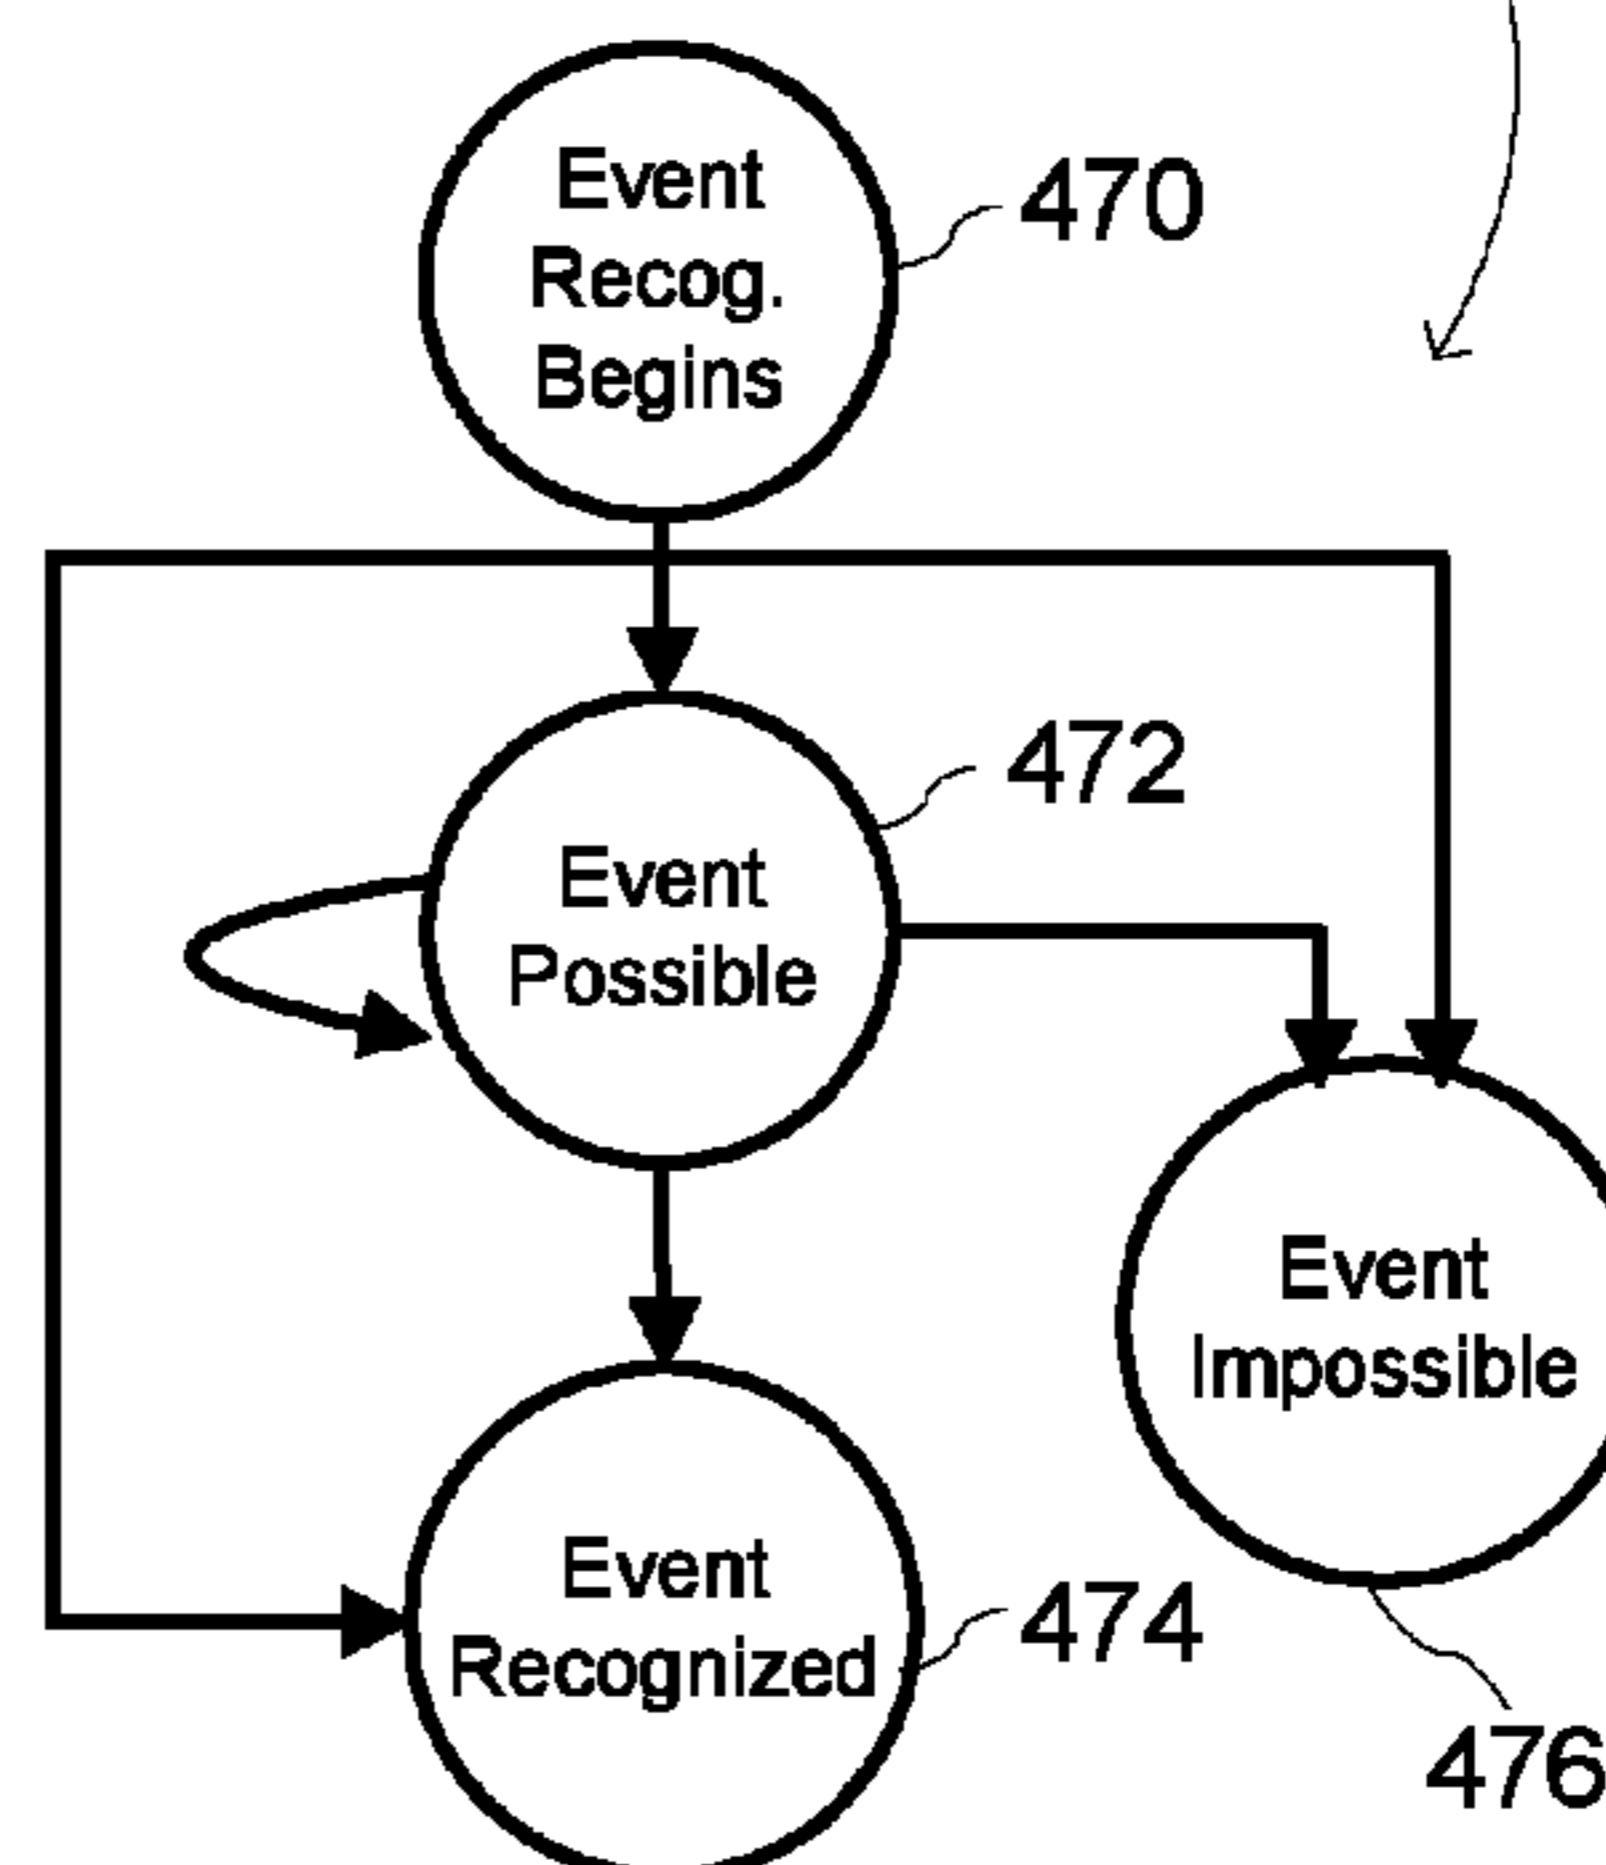 Event
Recog.
Begins
470
472
Event
Possible
Event
Impossible
Event
Recognized
474
476